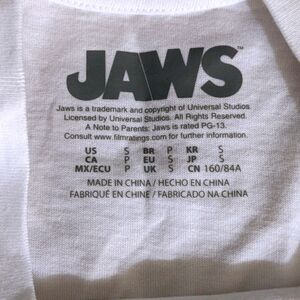 JAWS™
Jaws is a trademark and copyright of Universal Studios.
Licensed by Universal Studios. All Rights Reserved.
A Note to Parents: Jaws is rated PG-13.
Consult www.filmratings.com for further information.
US S BR P KR S
CA P EU S JP S
MX/ECU P UK S CN 160/84A
MADE IN CHINA / HECHO EN CHINA
FABRIQUÉ EN CHINE / FABRICADO NA CHINA